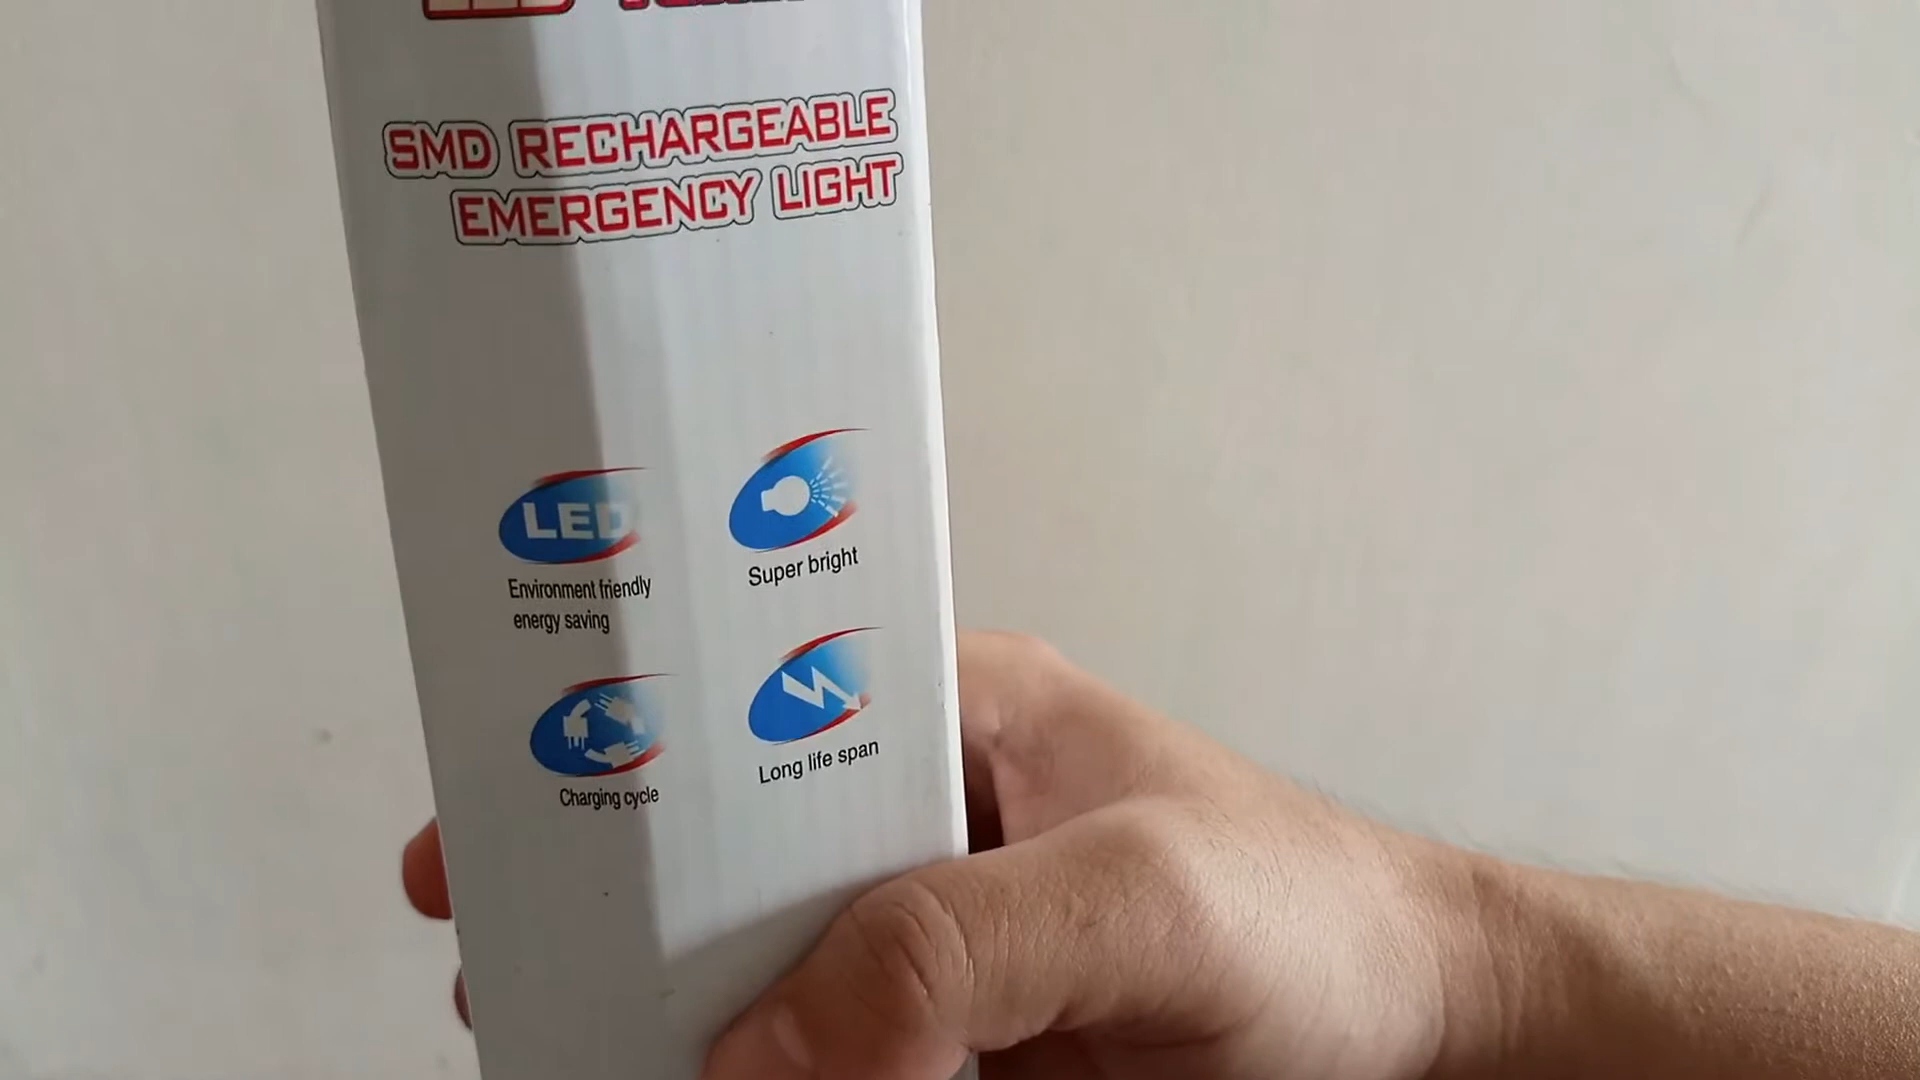 SMD RECHARGEABLE
EMERGENCY LIGHT
LED
Environment friendly
energy saving
Super bright
Charging cycle
Long life span